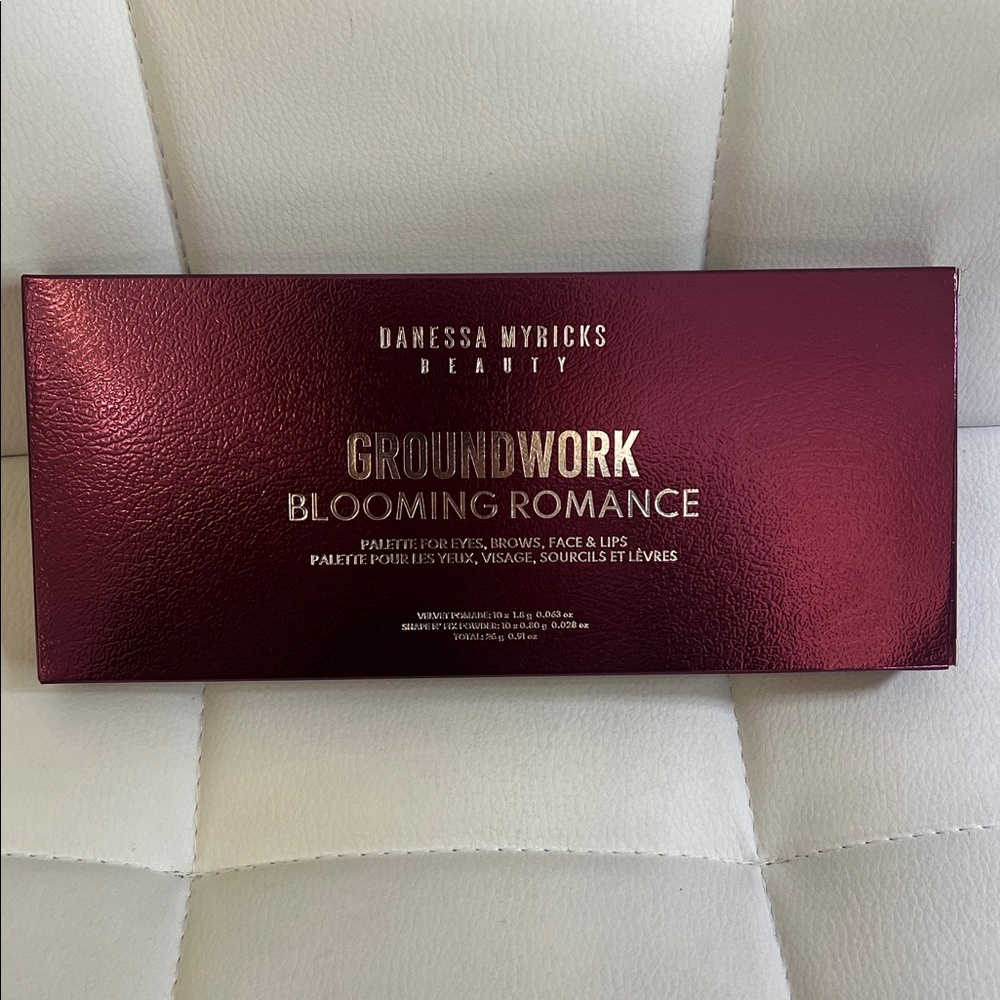 DANESSA MYRICKS
BEAUTY
GROUNDWORK
BLOOMING ROMANCE
PALETTE FOR EYES, BROWS, FACE & LIPS
PALETTE POUR LES YEUX, VISAGE, SOURCILS ET LÈVRES
VELVET POMADE: 10 x 1.8 g 0.063 oz
SHAPE N' FIX POWDER: 10 x 0.80 g 0.028 oz
TOTAL: 26 g 0.91 oz